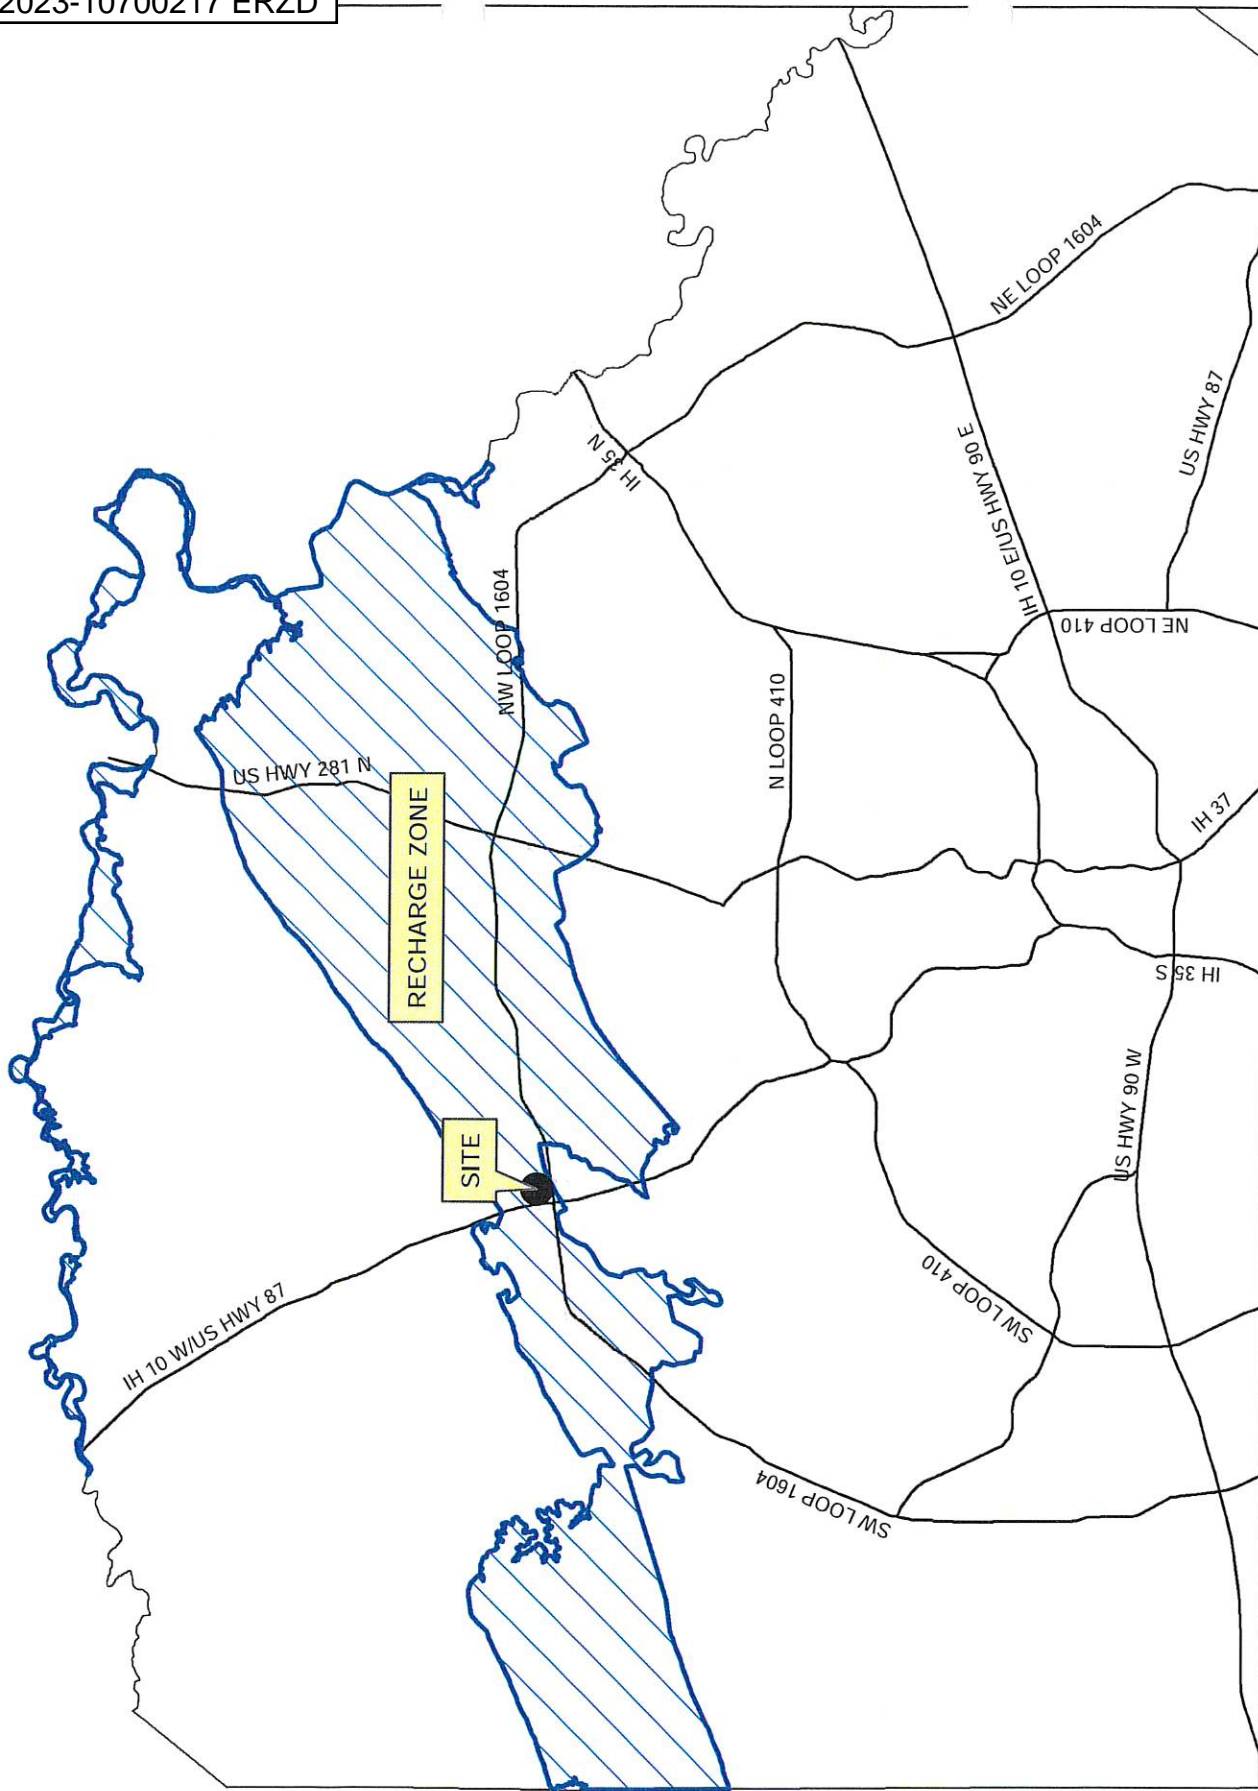 2023-10700217 ERZD
NE LOOP 1604
US HWY 87
IH 35 N
IH 10 E/US HWY 90 E
NW LOOP 1604
NE LOOP 410
N LOOP 410
US HWY 281 N
RECHARGE ZONE
IH 37
IH 35 S
SITE
US HWY 90 W
IH 10 W/US HWY 87
SW LOOP 410
SW LOOP 1604